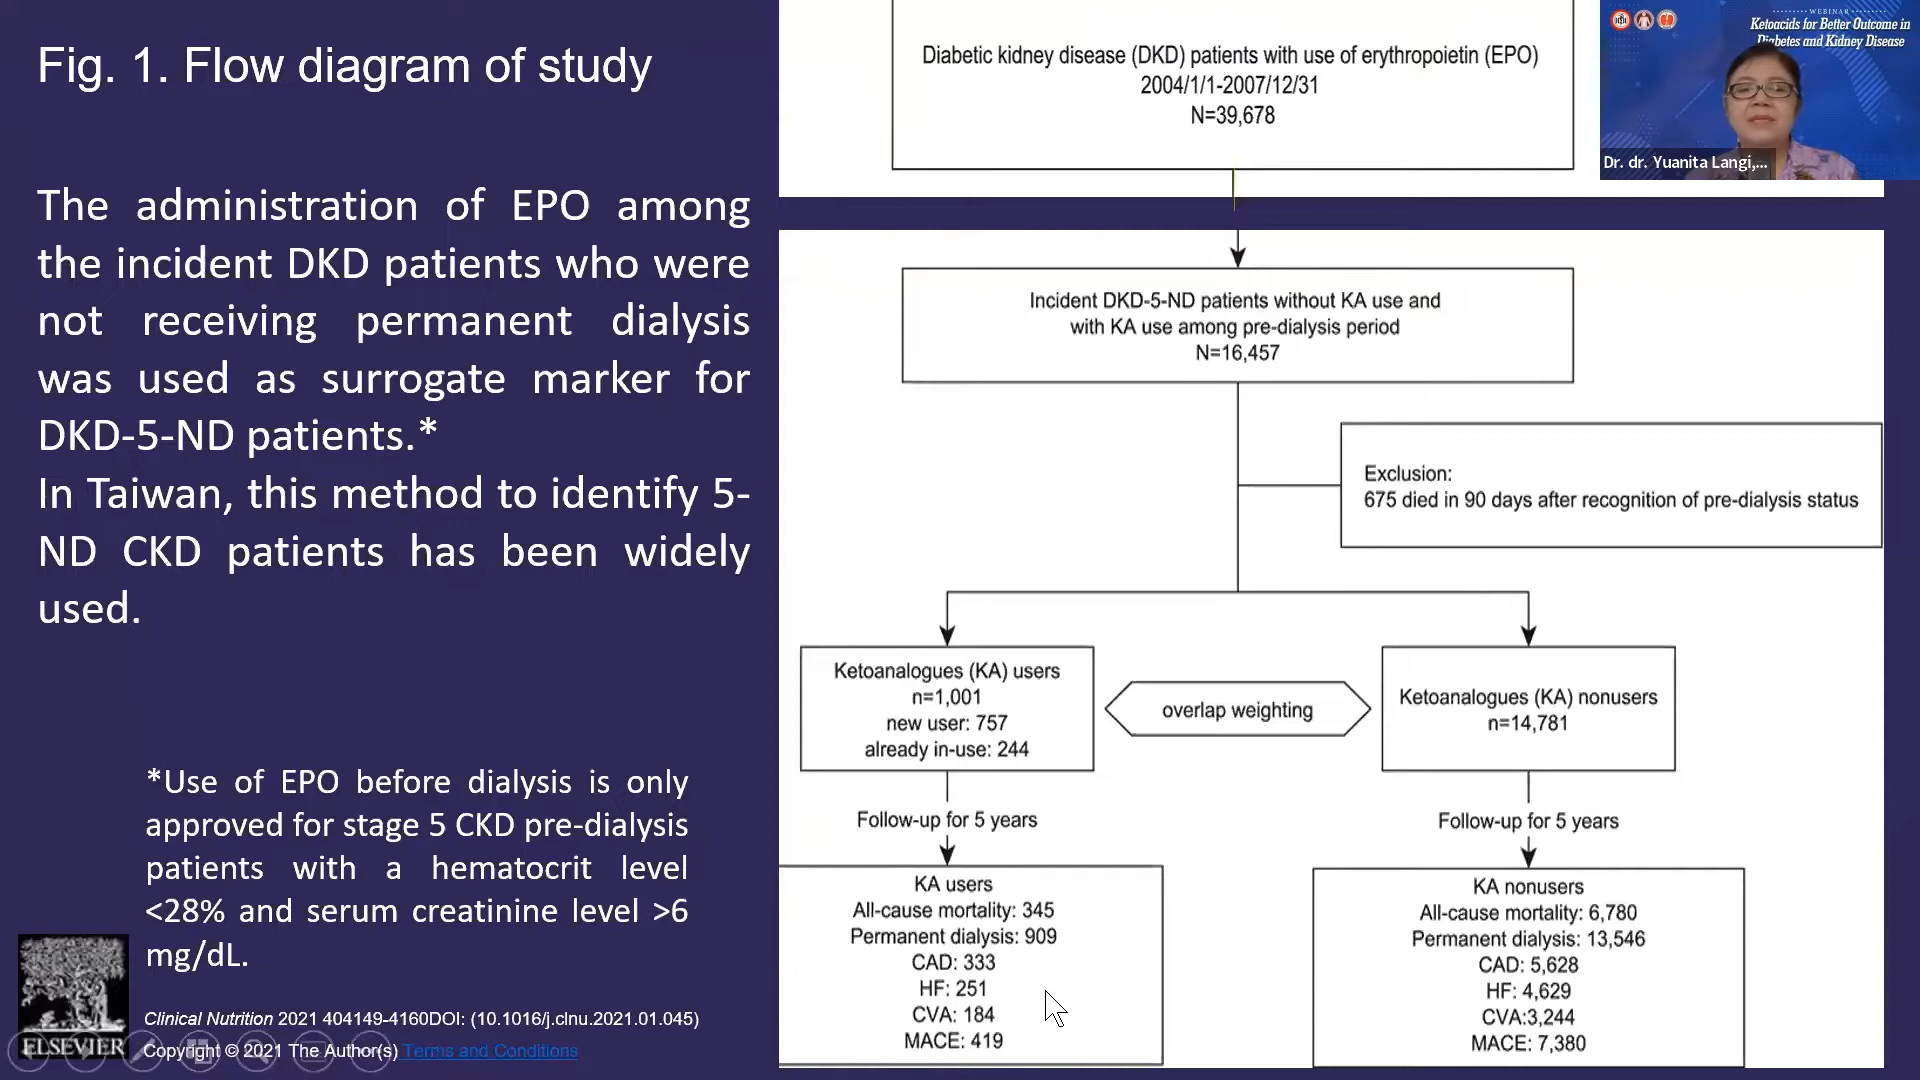 Fig. 1. Flow diagram of study
The administration of EPO among
the incident DKD patients who were
not receiving permanent dialysis
was used as surrogate marker for
DKD-5-ND patients.*
In Taiwan, this method to identify 5-
ND CKD patients has been widely
used.
*Use of EPO before dialysis is only
approved for stage 5 CKD pre-dialysis
patients with a hematocrit level
<28% and serum creatinine level >6
mg/dL.
Clinical Nutrition 2021 404149-4160DOI: (10.1016/j.clnu.2021.01.045)
Copyright © 2021 The Author(s) Terms and Conditions
ELSEVIER
Diabetic kidney disease (DKD) patients with use of erythropoietin (EPO)
2004/1/1-2007/12/31
N=39,678
Incident DKD-5-ND patients without KA use and
with KA use among pre-dialysis period
N=16,457
Exclusion:
675 died in 90 days after recognition of pre-dialysis status
Ketoanalogues (KA) users
n=1,001
new user: 757
already in-use: 244
overlap weighting
Ketoanalogues (KA) nonusers
n=14,781
Follow-up for 5 years
Follow-up for 5 years
KA users
All-cause mortality: 345
Permanent dialysis: 909
CAD: 333
HF: 251
CVA: 184
MACE: 419
KA nonusers
All-cause mortality: 6,780
Permanent dialysis: 13,546
CAD: 5,628
HF: 4,629
CVA:3,244
MACE: 7,380
WEBINAR
Ketoacids for Better Outcome in
Diabetes and Kidney Disease
Dr. dr. Yuanita Langi,...